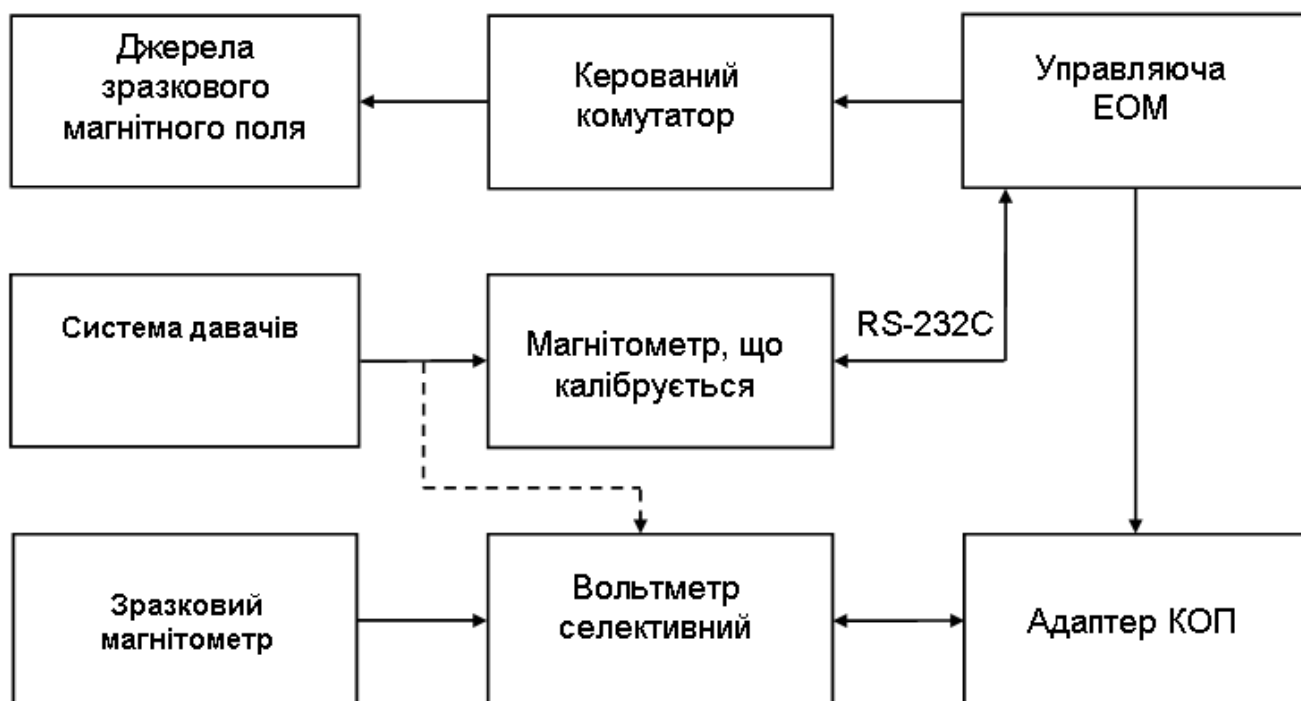 Джерела
зразкового
магнітного поля
Керований
комутатор
Управляюча
ЕОМ
Система давачів
Магнітометр, що
калібрується
RS-232C
Зразковий
магнітометр
Вольтметр
селективний
Адаптер КОП